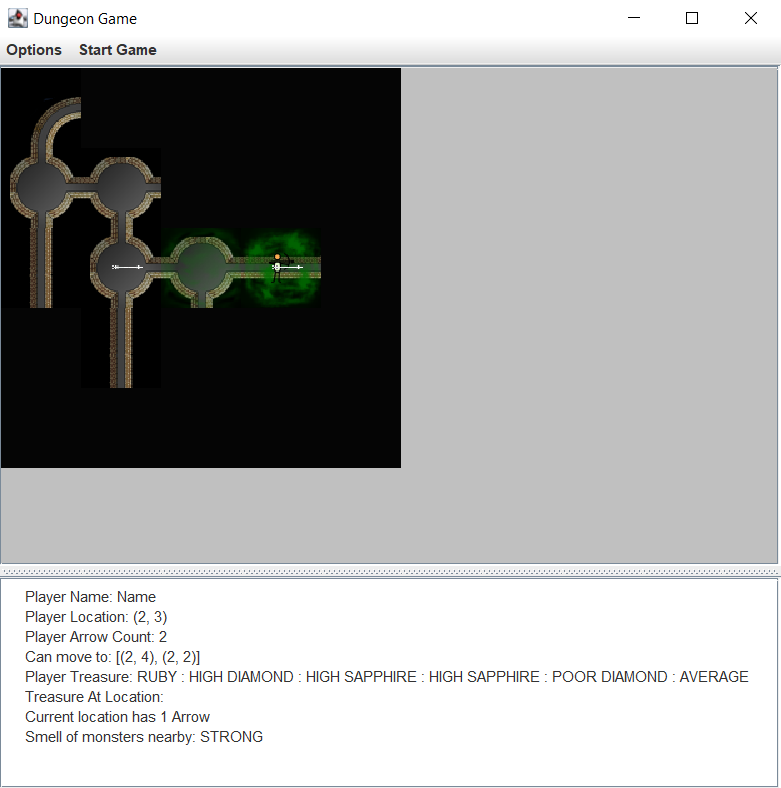 Dungeon Game
Options Start Game
Player Name: Name
Player Location: (2, 3)
Player Arrow Count: 2
Can move to: [(2, 4), (2, 2)]
Player Treasure: RUBY : HIGH DIAMOND : HIGH SAPPHIRE : HIGH SAPPHIRE : POOR DIAMOND : AVERAGE
Treasure At Location:
Current location has 1 Arrow
Smell of monsters nearby: STRONG